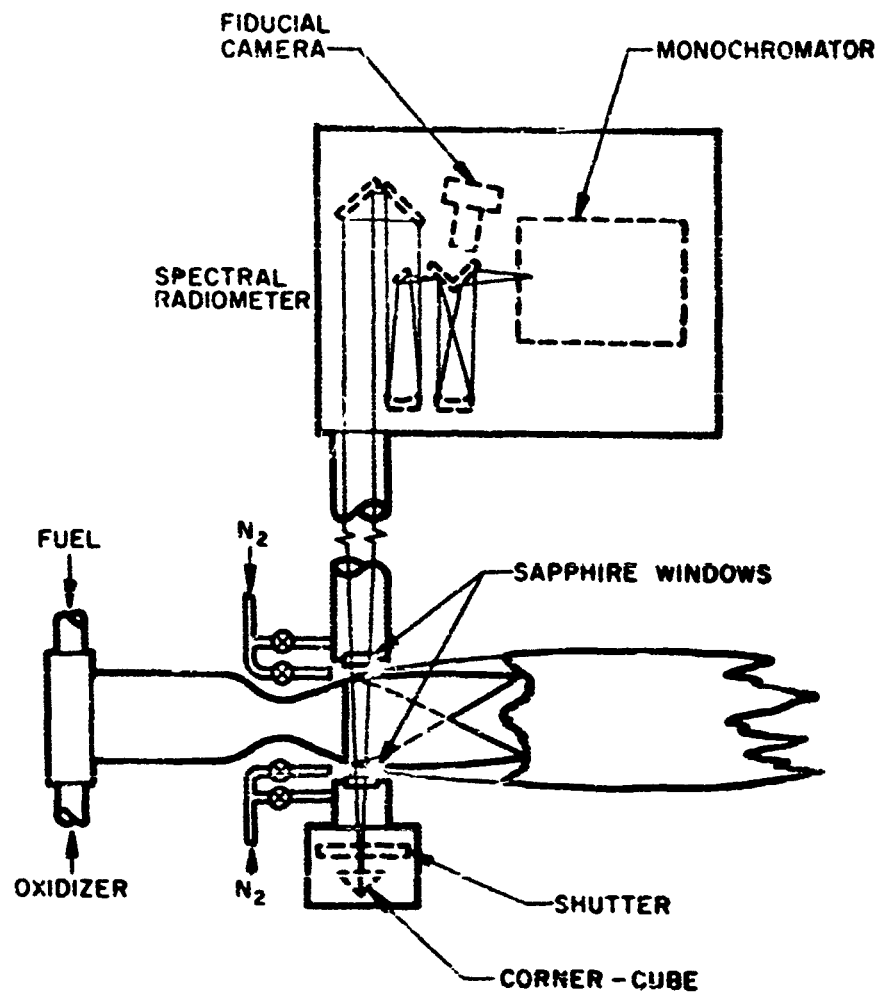 FIDUCIAL
CAMERA
MONOCHROMATOR
SPECTRAL
RADIOMETER
N2
FUEL
SAPPHIRE WINDOWS
OXIDIZER
N2
SHUTTER
CORNER-CUBE